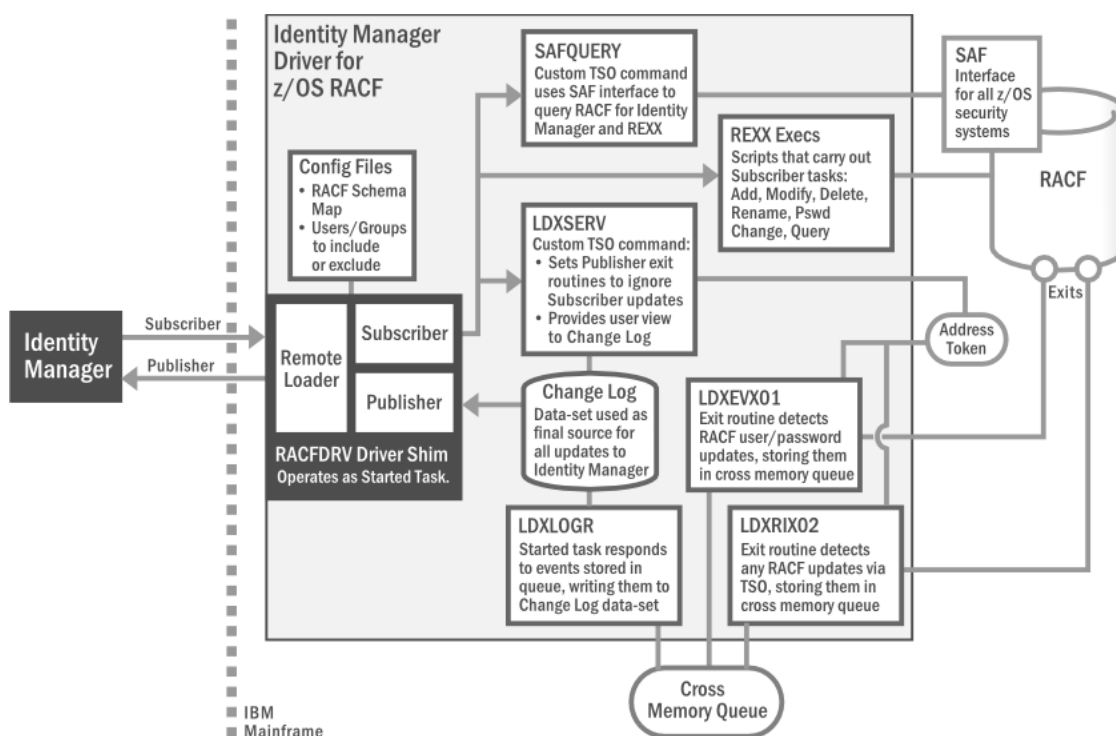 Identity Manager
Driver for
z/OS RACF
SAFQUERY
Custom TSO command
uses SAF interface to
query RACF for Identity
Manager and REXX
SAF
Interface
for all z/OS
security
systems
RACF
REXX Execs
Scripts that carry out
Subscriber tasks:
Add, Modify, Delete,
Rename, Pswd
Change, Query
Config Files
• RACF Schema
Map
• Users/Groups
to include
or exclude
LDXSERV
Custom TSO command:
• Sets Publisher exit
routines to ignore
Subscriber updates
• Provides user view
to Change Log
Exits
Address
Token
Identity
Manager
Subscriber
Publisher
Remote
Loader
Subscriber
Publisher
RACFDRV Driver Shim
Operates as Started Task.
Change Log
Data-set used as
final source for
all updates to
Identity Manager
LDXEVX01
Exit routine detects
RACF user/password
updates, storing them
in cross memory queue
LDXLOGR
Started task responds
to events stored in
queue, writing them to
Change Log data-set
LDXRIX02
Exit routine detects
any RACF updates via
TSO, storing them in
cross memory queue
Cross
Memory Queue
IBM
Mainframe